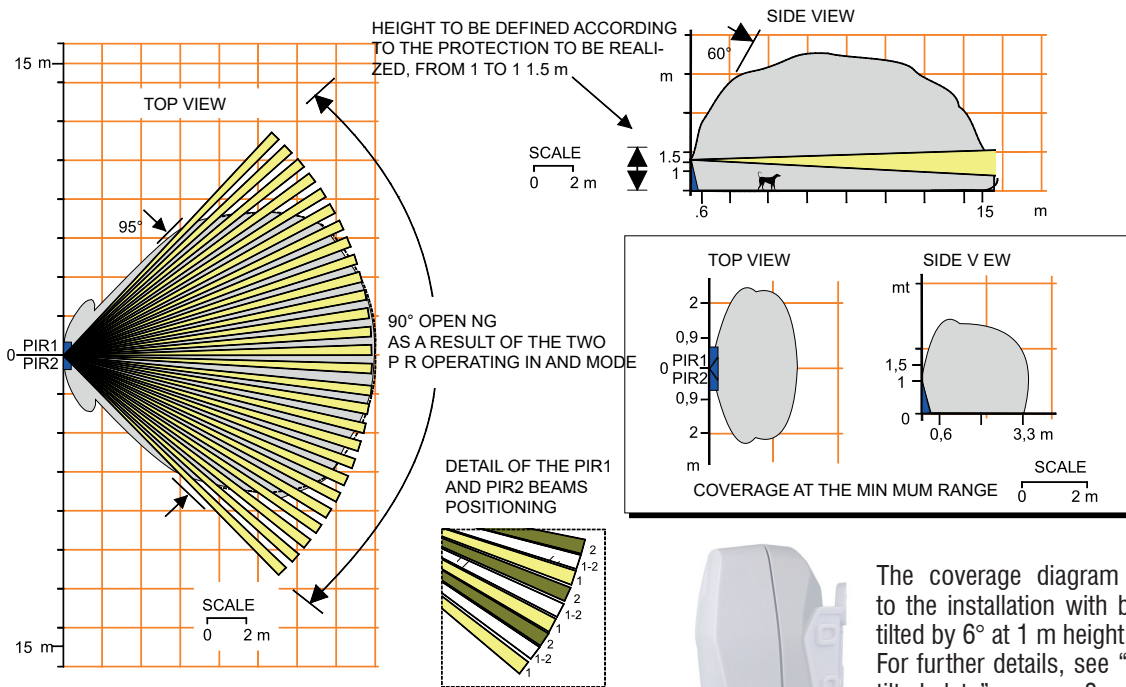 15 m
TOP VIEW
95°
0
PIR1
PIR2
15 m
SCALE
0 2 m
HEIGHT TO BE DEFINED ACCORDING
TO THE PROTECTION TO BE REALI-
ZED, FROM 1 TO 1 1.5 m
SCALE
0 2 m
90° OPEN NG
AS A RESULT OF THE TWO
P R OPERATING IN AND MODE
DETAIL OF THE PIR1
AND PIR2 BEAMS
POSITIONING
2
1-2
1
2
1-2
1
2
1-2
1
SIDE VIEW
60°
m
1.5
1
.6 15 m
TOP VIEW
2
0,9
PIR1
0
PIR2
0,9
2
m
SIDE V EW
mt
1,5
1
0
0,6 3,3 m
SCALE
0 2 m
COVERAGE AT THE MIN MUM RANGE
The coverage diagram
to the installation with b
tilted by 6° at 1 m height
For further details, see “